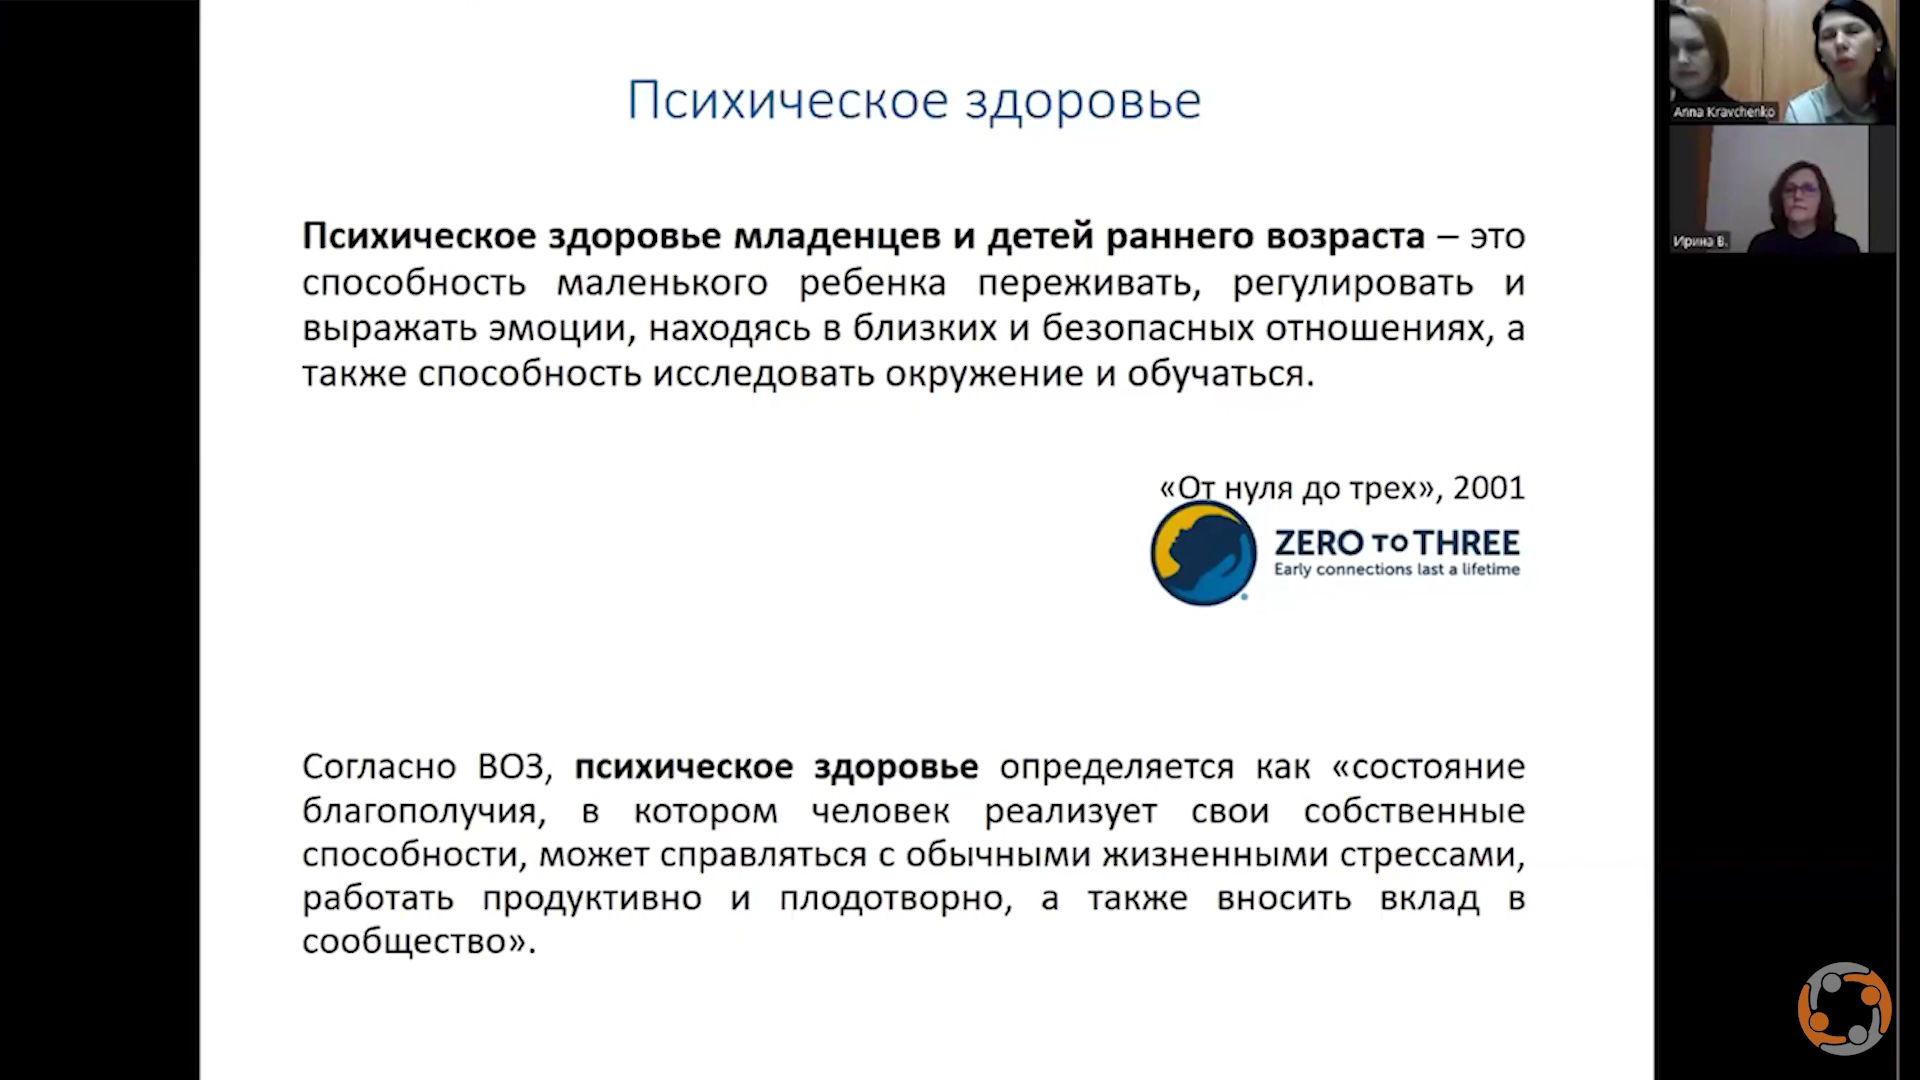 Психическое здоровье
Психическое здоровье младенцев и детей раннего возраста – это
способность маленького ребенка переживать, регулировать и
выражать эмоции, находясь в близких и безопасных отношениях, а
также способность исследовать окружение и обучаться.
«От нуля до трех», 2001
ZERO TO THREE
Early connections last a lifetime
Согласно ВОЗ, психическое здоровье определяется как «состояние
благополучия, в котором человек реализует свои собственные
способности, может справляться с обычными жизненными стрессами,
работать продуктивно и плодотворно, а также вносить вклад в
сообщество».
Anna Kravchenko
Ирина В.